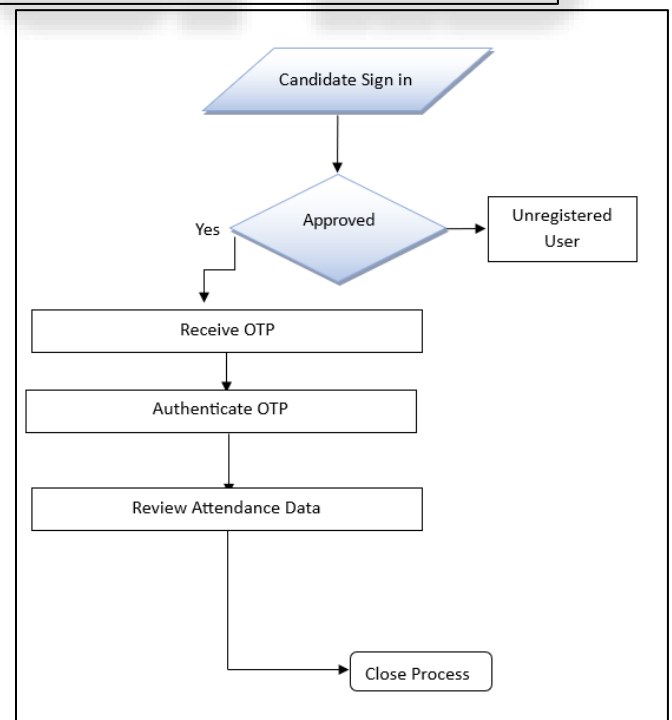 Candidate Sign in
Approved
Yes
Unregistered
User
Receive OTP
Authenticate OTP
Review Attendance Data
Close Process